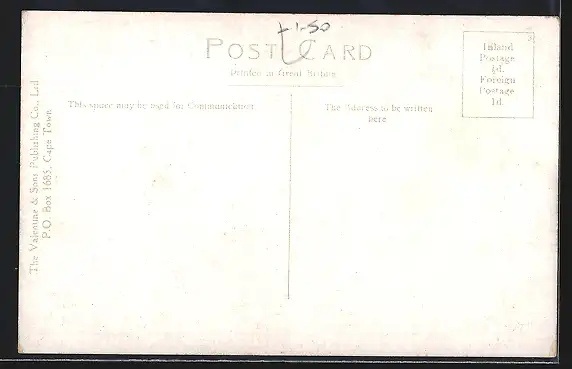 +1-50
POST CARD
Printed in Great Britain
Inland
Postage
½d.
Foreign
Postage
1d.
This space may be used for Communication
The Address to be written
here
The Valentine & Sons Publishing Co., Ltd
P.O. Box 1685, Cape Town